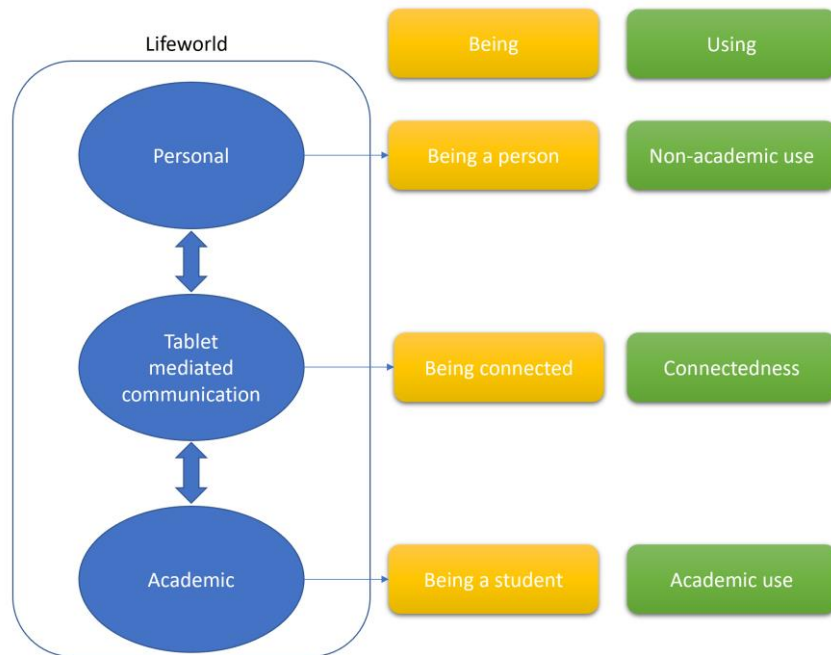 Lifeworld
Being
Using
Personal
Being a person
Non-academic use
Tablet
mediated
communication
Being connected
Connectedness
Academic
Being a student
Academic use